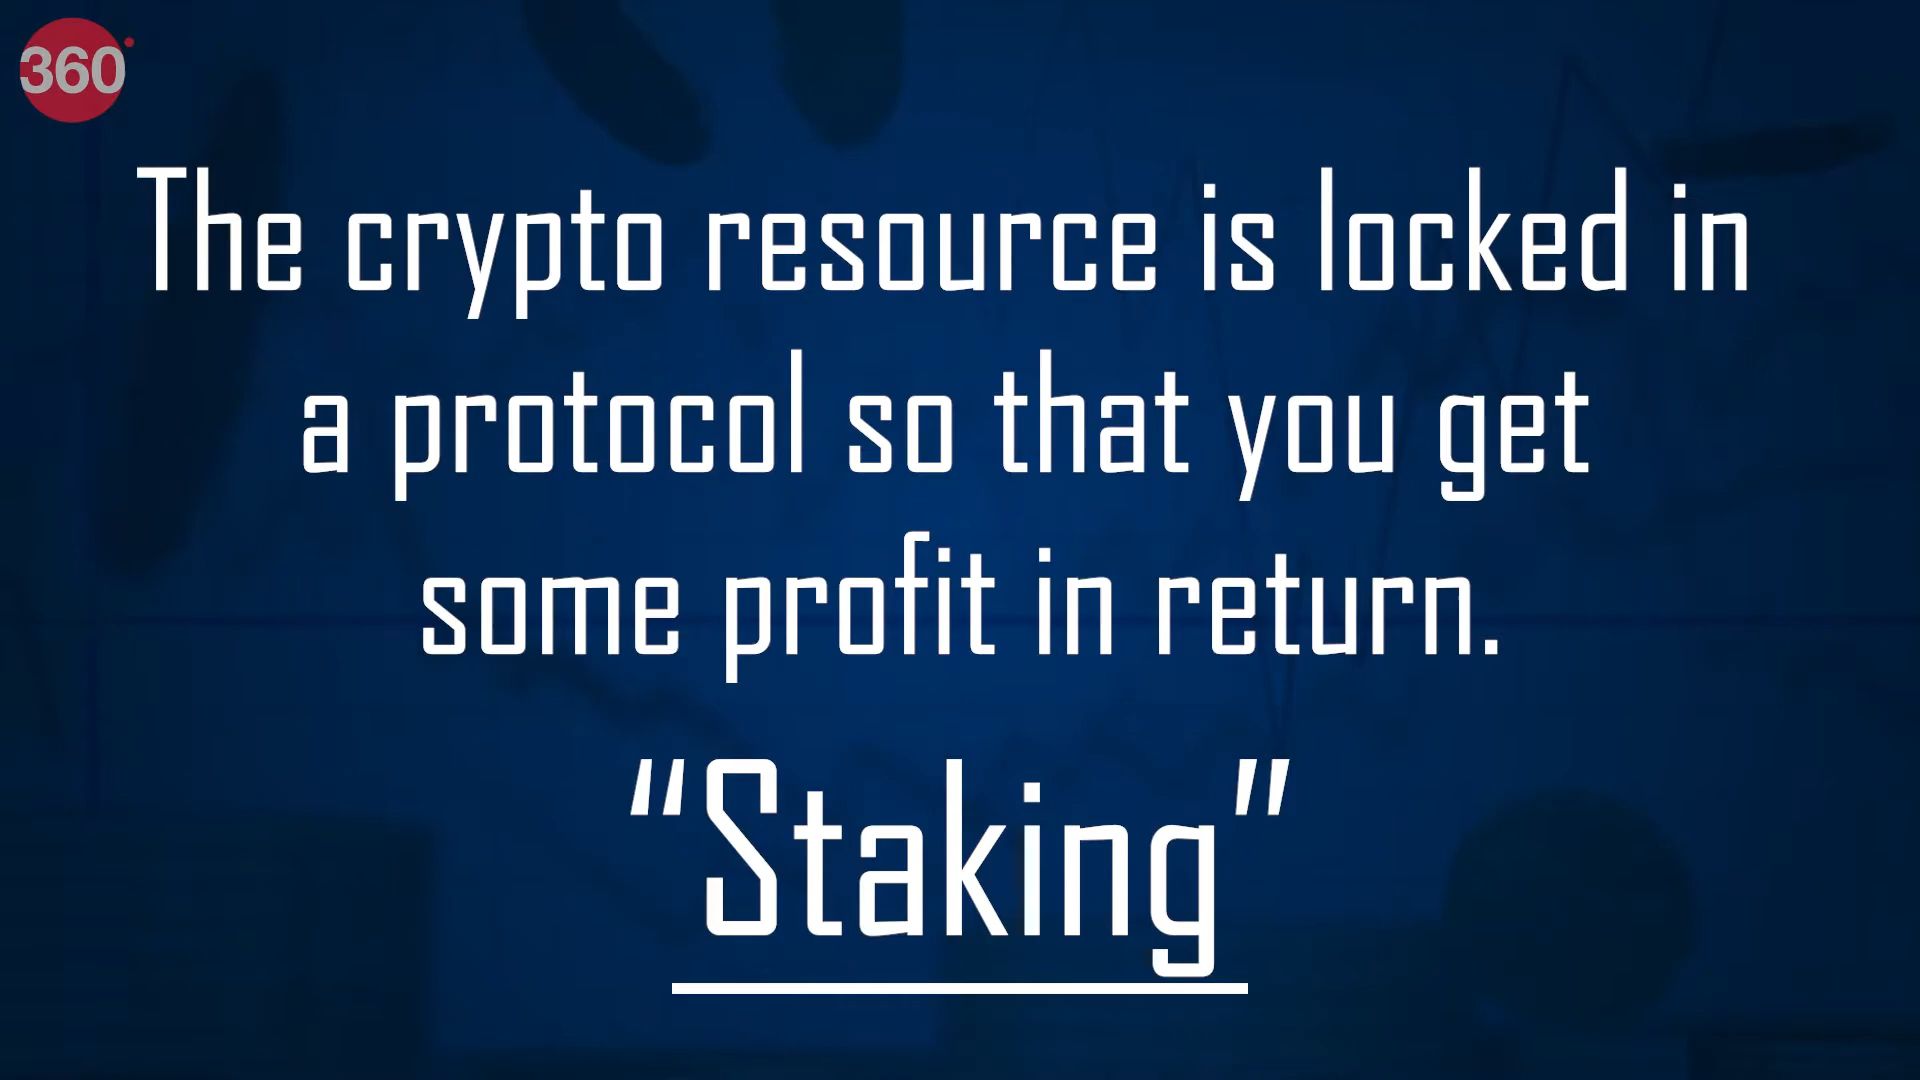 360
The crypto resource is locked in
a protocol so that you get
some profit in return.
“Staking”